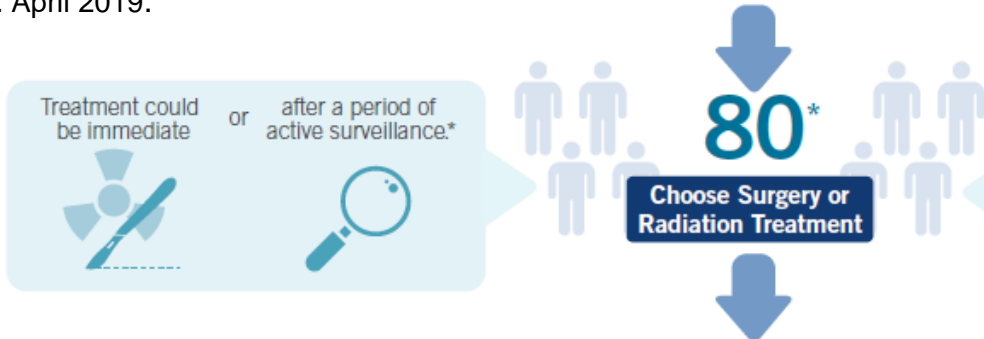 April 2019.
Treatment could
be immediate
or
after a period of
active surveillance.*
80*
Choose Surgery or
Radiation Treatment